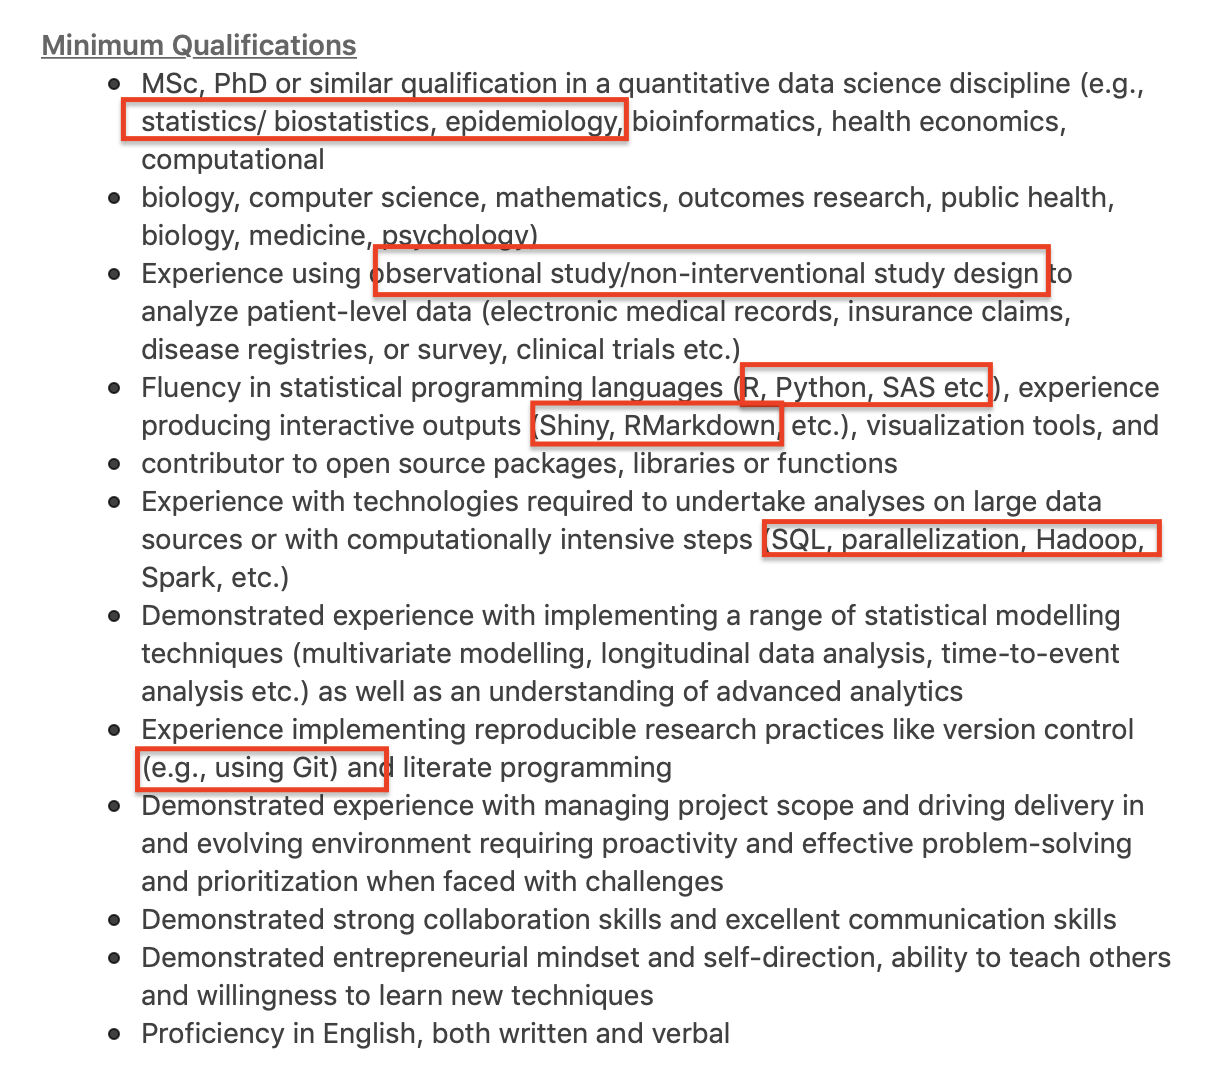 Minimum Qualifications
• MSc, PhD or similar qualification in a quantitative data science discipline (e.g.,
statistics/ biostatistics, epidemiology, bioinformatics, health economics,
computational
• biology, computer science, mathematics, outcomes research, public health,
biology, medicine, psychology)
• Experience using observational study/non-interventional study design to
analyze patient-level data (electronic medical records, insurance claims,
disease registries, or survey, clinical trials etc.)
• Fluency in statistical programming languages (R, Python, SAS etc.), experience
producing interactive outputs (Shiny, RMarkdown, etc.), visualization tools, and
• contributor to open source packages, libraries or functions
• Experience with technologies required to undertake analyses on large data
sources or with computationally intensive steps (SQL, parallelization, Hadoop,
Spark, etc.)
• Demonstrated experience with implementing a range of statistical modelling
techniques (multivariate modelling, longitudinal data analysis, time-to-event
analysis etc.) as well as an understanding of advanced analytics
• Experience implementing reproducible research practices like version control
(e.g., using Git) and literate programming
• Demonstrated experience with managing project scope and driving delivery in
and evolving environment requiring proactivity and effective problem-solving
and prioritization when faced with challenges
• Demonstrated strong collaboration skills and excellent communication skills
• Demonstrated entrepreneurial mindset and self-direction, ability to teach others
and willingness to learn new techniques
• Proficiency in English, both written and verbal